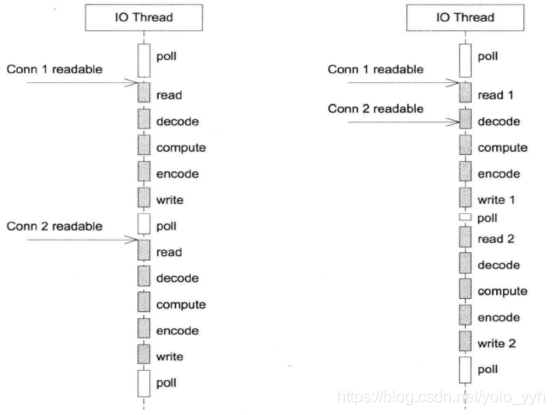 IO Thread
poll
Conn 1 readable
read
decode
compute
encode
write
poll
Conn 2 readable
read
decode
compute
encode
write
poll
IO Thread
poll
Conn 1 readable
read 1
Conn 2 readable
decode
compute
encode
write 1
poll
read 2
decode
compute
encode
write 2
poll
https://blog.csdn.net/yolo_yyh